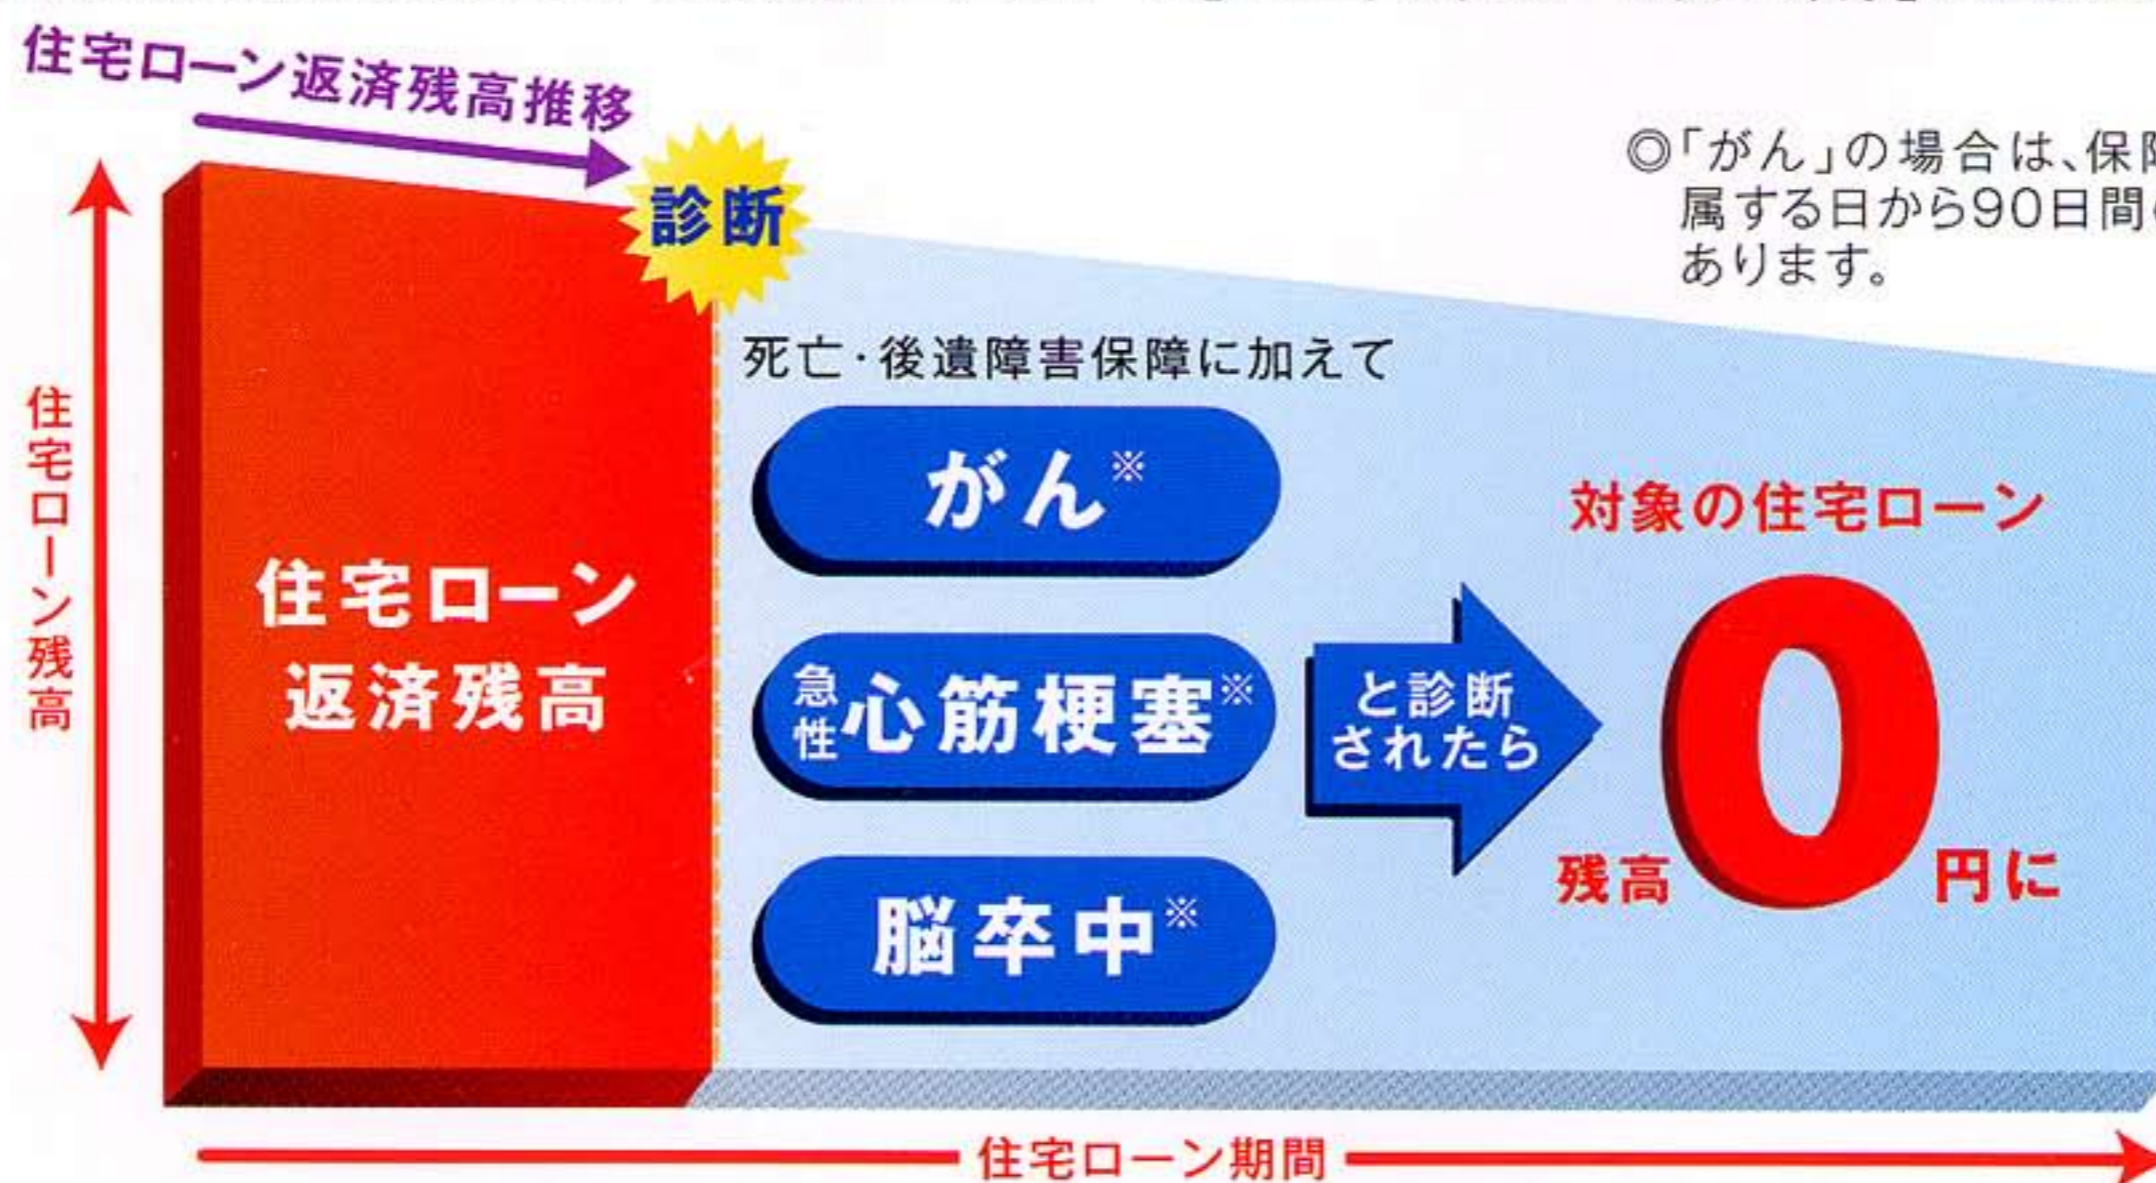 住宅ローン返済残高推移
診断
◎「がん」の場合は、保障
属する日から90日間
あります。
死亡・後遺障害保障に加えて
がん※
急性心筋梗塞※
脳卒中※
と診断
されたら
対象の住宅ローン
残高0円に
住宅ローン
返済残高
住宅ローン残高
住宅ローン期間